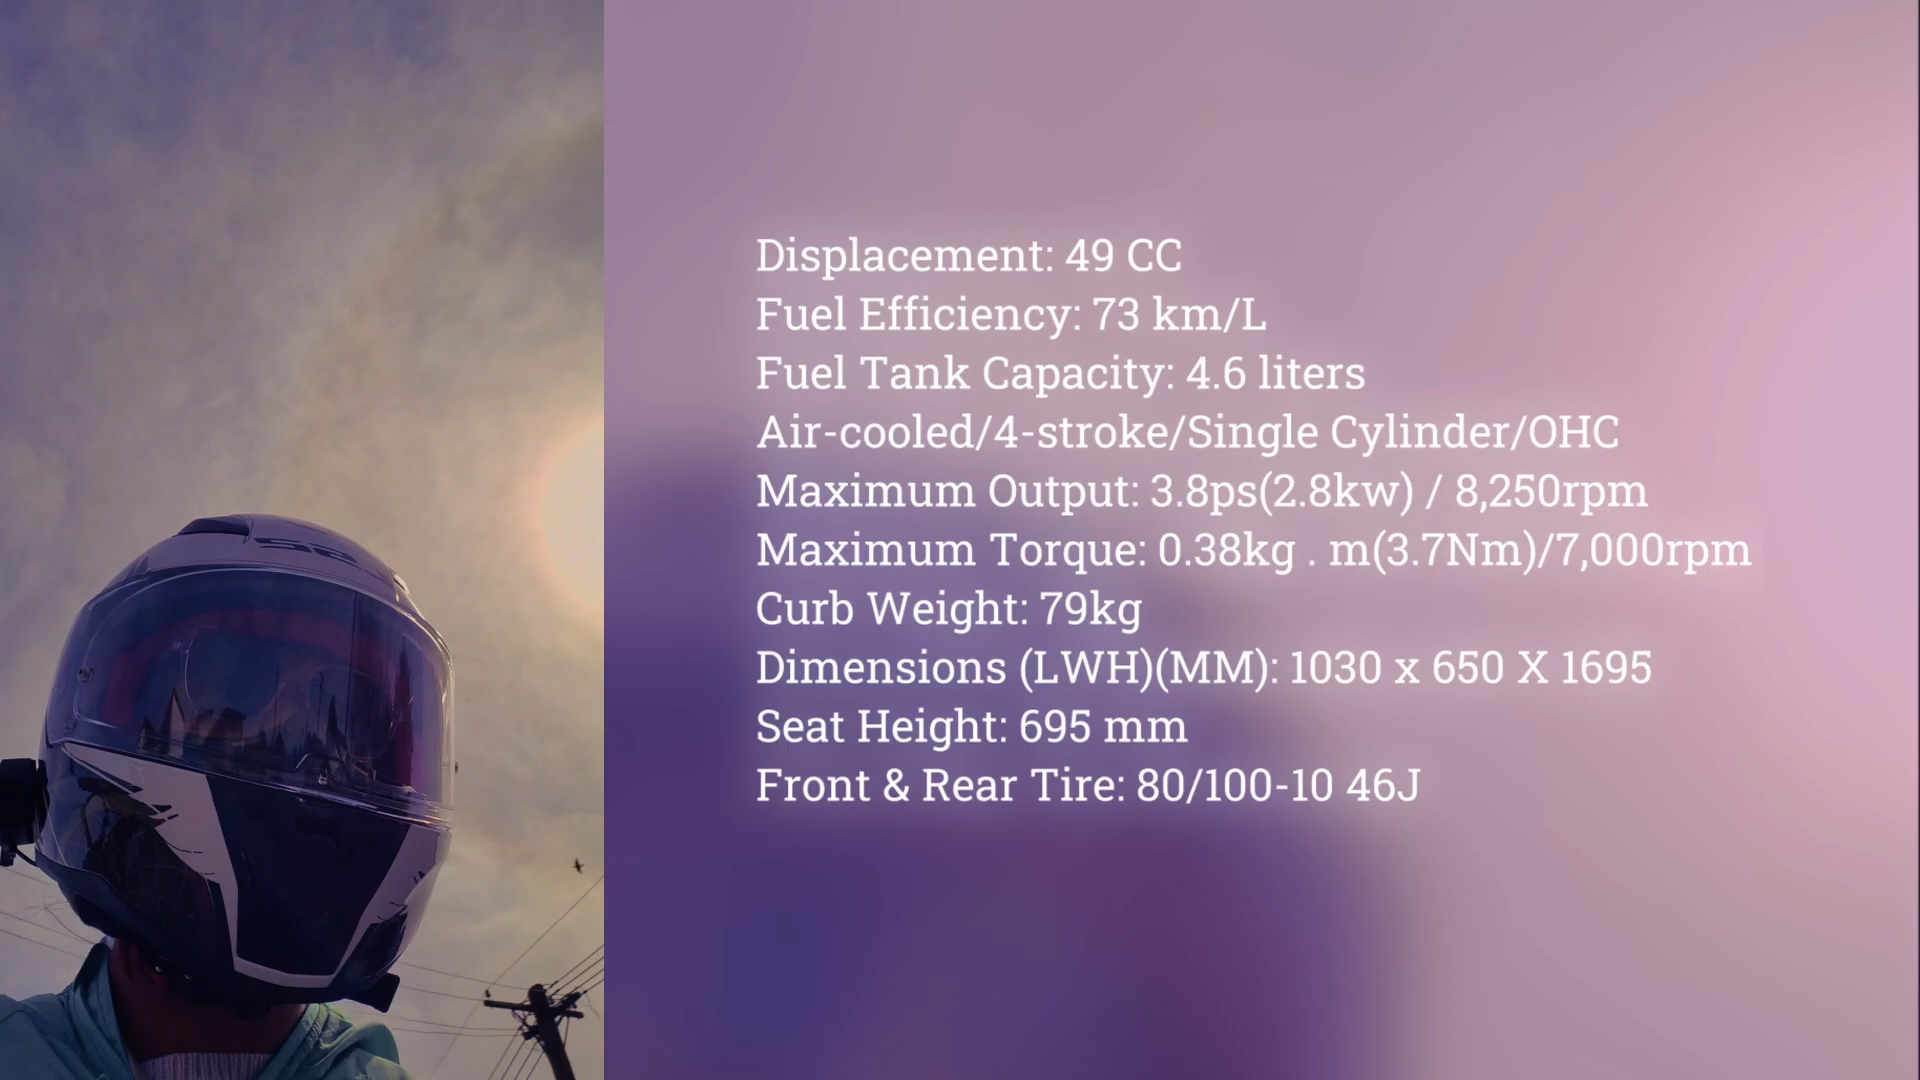 Displacement: 49 CC
Fuel Efficiency: 73 km/L
Fuel Tank Capacity: 4.6 liters
Air-cooled/4-stroke/Single Cylinder/OHC
Maximum Output: 3.8ps(2.8kw) / 8,250rpm
Maximum Torque: 0.38kg . m(3.7Nm)/7,000rpm
Curb Weight: 79kg
Dimensions (LWH)(MM): 1030 x 650 X 1695
Seat Height: 695 mm
Front & Rear Tire: 80/100-10 46J